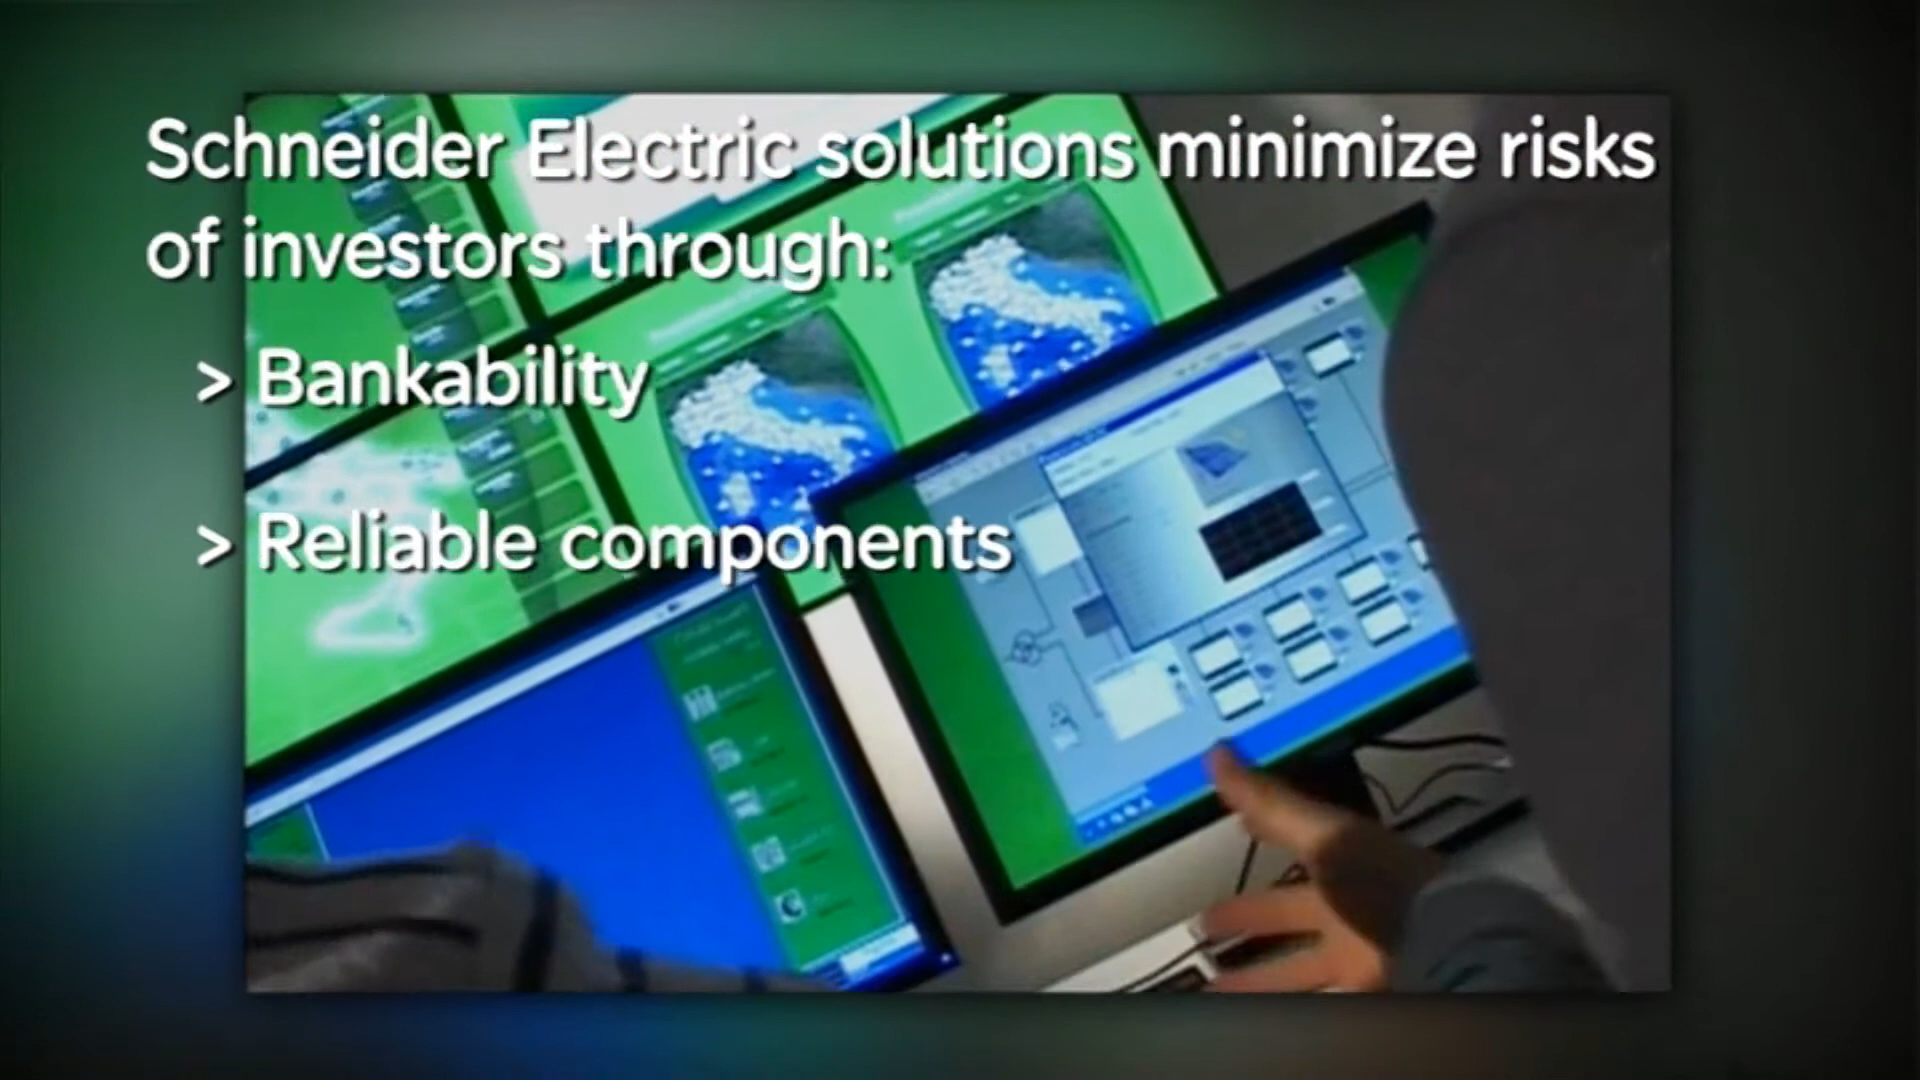 Schneider Electric solutions minimize risks
of investors through:
> Bankability
> Reliable components